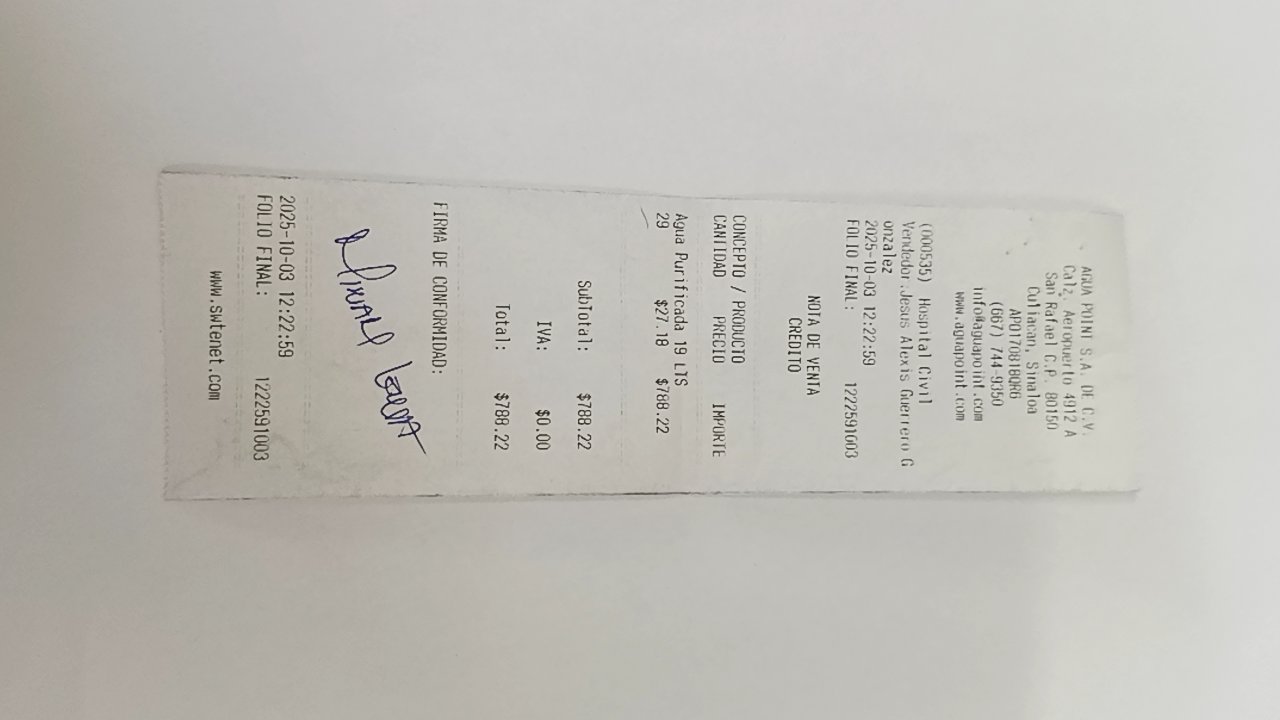 AGUA POINT S.A. DE C.V.
Calz. Aeropuerto 4912 A
San Rafael C.P. 80150
Culiacan, Sinaloa
APO170818QR6
(667) 744-9350
info@aguapoint.com
www.aguapoint.com
(000535) Hospital Civil
Vendedor:Jesus Alexis Guerrero G
onzalez
2025-10-03 12:22:59
FOLIO FINAL: 1222591003
NOTA DE VENTA
CREDITO
CONCEPTO / PRODUCTO
CANTIDAD PRECIO IMPORTE
Agua Purificada 19 LTS
29 $27.18 $788.22
SubTotal: $788.22
IVA: $0.00
Total: $788.22
FIRMA DE CONFORMIDAD:
2025-10-03 12:22:59
FOLIO FINAL: 1222591003
www.swtenet.com